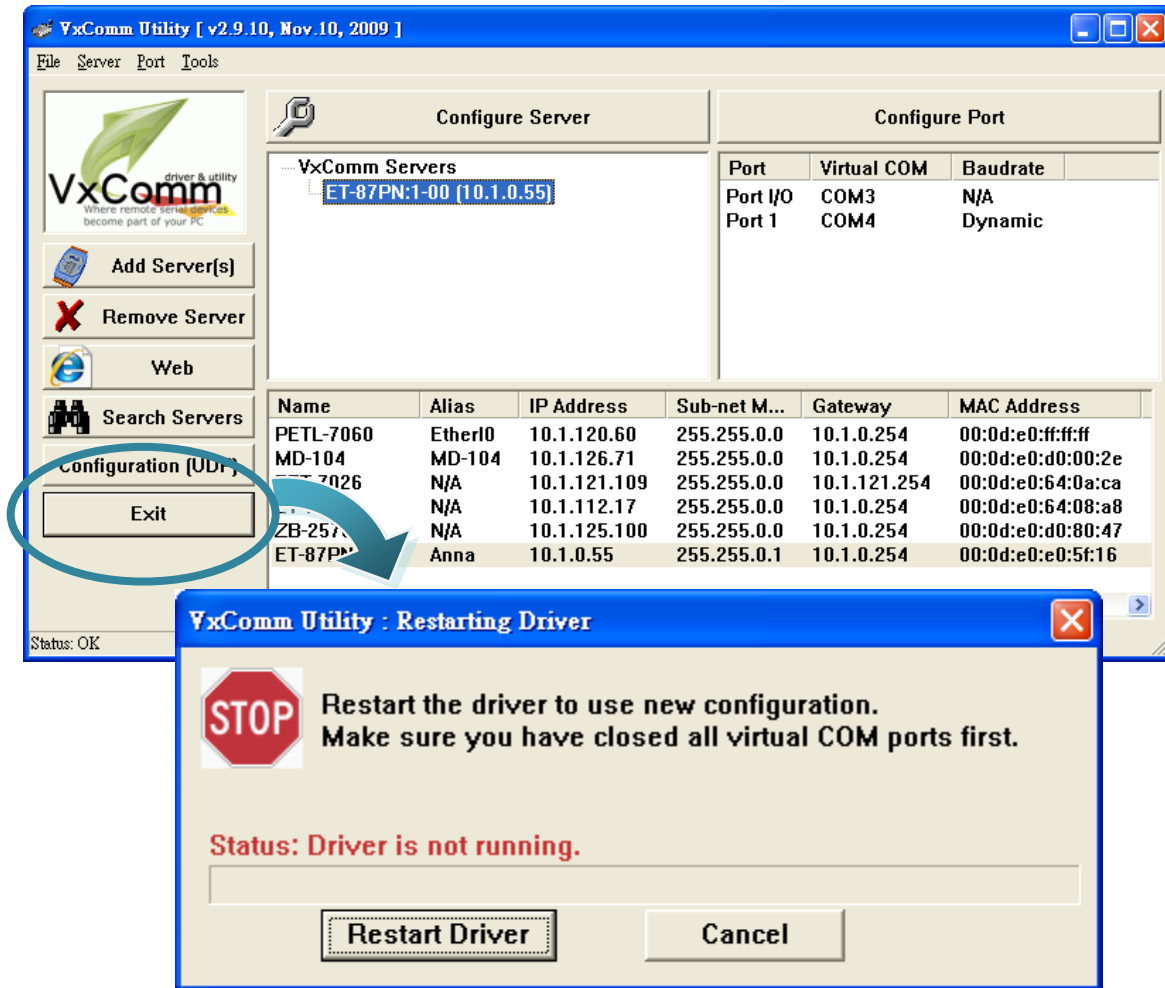 VxComm Utility [ v2.9.10, Nov.10, 2009 ]
File Server Port Tools
VxComm
driver & utility
Where remote serial devices
become part of your PC
Configure Server
Configure Port
VxComm Servers
ET-87PN:1-00 (10.1.0.55)
Port Virtual COM Baudrate
Port I/O COM3 N/A
Port 1 COM4 Dynamic
Add Server(s)
Remove Server
Web
Search Servers
Configuration (UDP)
Exit
Name Alias IP Address Sub-net M... Gateway MAC Address
PETL-7060 EtherI0 10.1.120.60 255.255.0.0 10.1.0.254 00:0d:e0:ff:ff:ff
MD-104 MD-104 10.1.126.71 255.255.0.0 10.1.0.254 00:0d:e0:d0:00:2e
7026 N/A 10.1.121.109 255.255.0.0 10.1.121.254 00:0d:e0:64:0a:ca
N/A 10.1.112.17 255.255.0.0 10.1.0.254 00:0d:e0:64:08:a8
ZB-257 N/A 10.1.125.100 255.255.0.0 10.1.0.254 00:0d:e0:d0:80:47
ET-87PN Anna 10.1.0.55 255.255.0.1 10.1.0.254 00:0d:e0:e0:5f:16
Status: OK
VxComm Utility : Restarting Driver
STOP
Restart the driver to use new configuration.
Make sure you have closed all virtual COM ports first.
Status: Driver is not running.
Restart Driver
Cancel